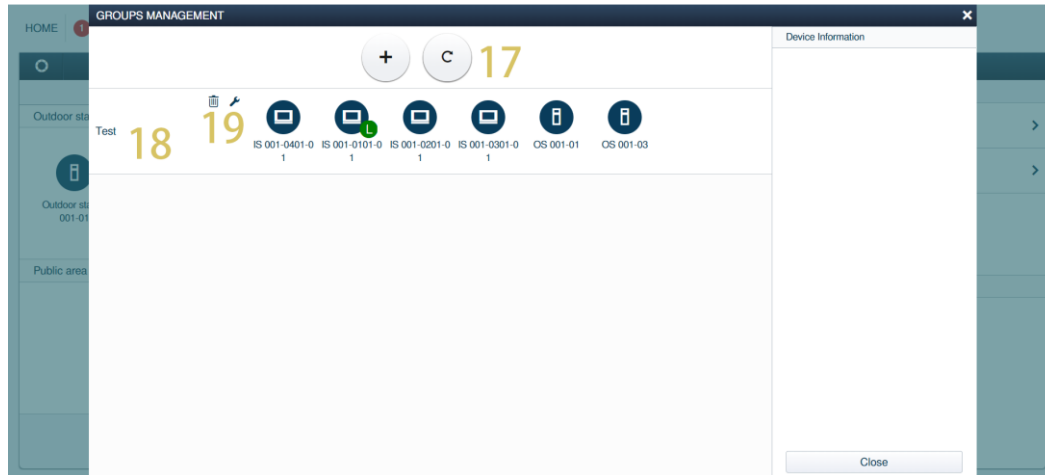 GROUPS MANAGEMENT
HOME
1
Device Information
17
Outdoor sta
Test
18
19
L
IS 001-0401-0
1
IS 001-0101-0
1
IS 001-0201-0
1
IS 001-0301-0
1
OS 001-01
OS 001-03
Outdoor sta
001-01
Public area
Close